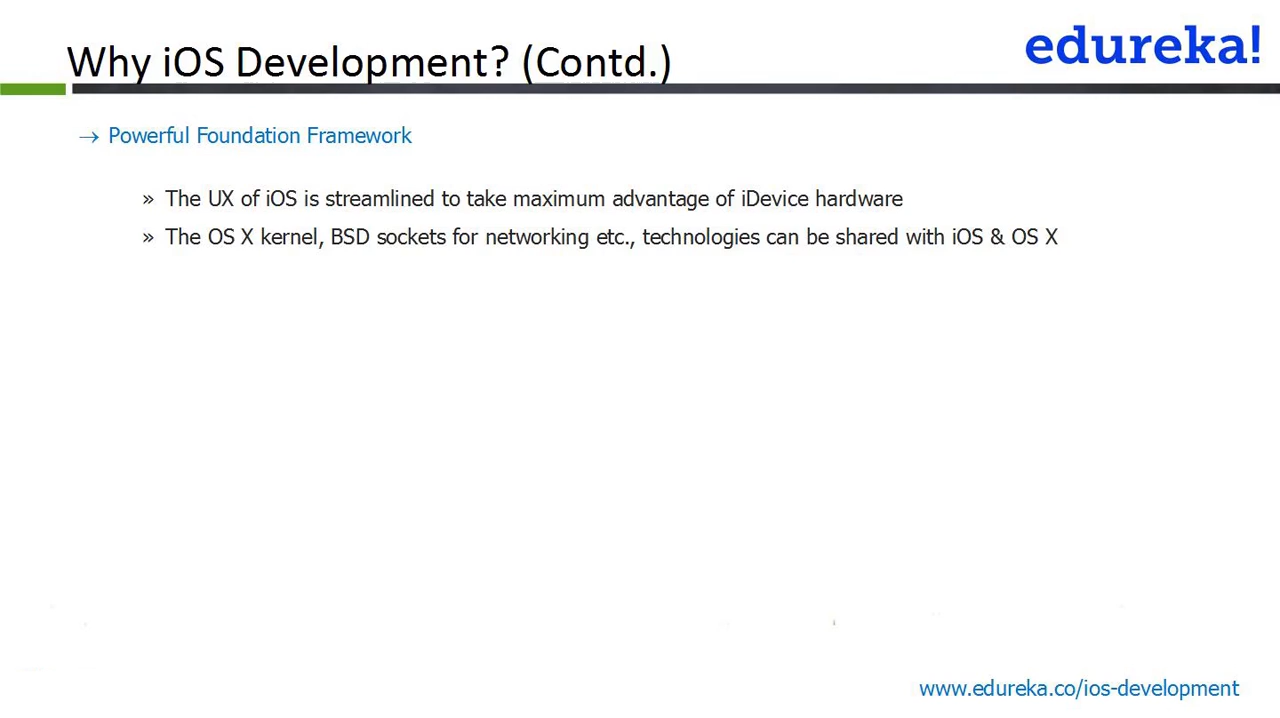 Why iOS Development? (Contd.)
edureka!
→ Powerful Foundation Framework
» The UX of iOS is streamlined to take maximum advantage of iDevice hardware
» The OS X kernel, BSD sockets for networking etc., technologies can be shared with iOS & OS X
www.edureka.co/ios-development